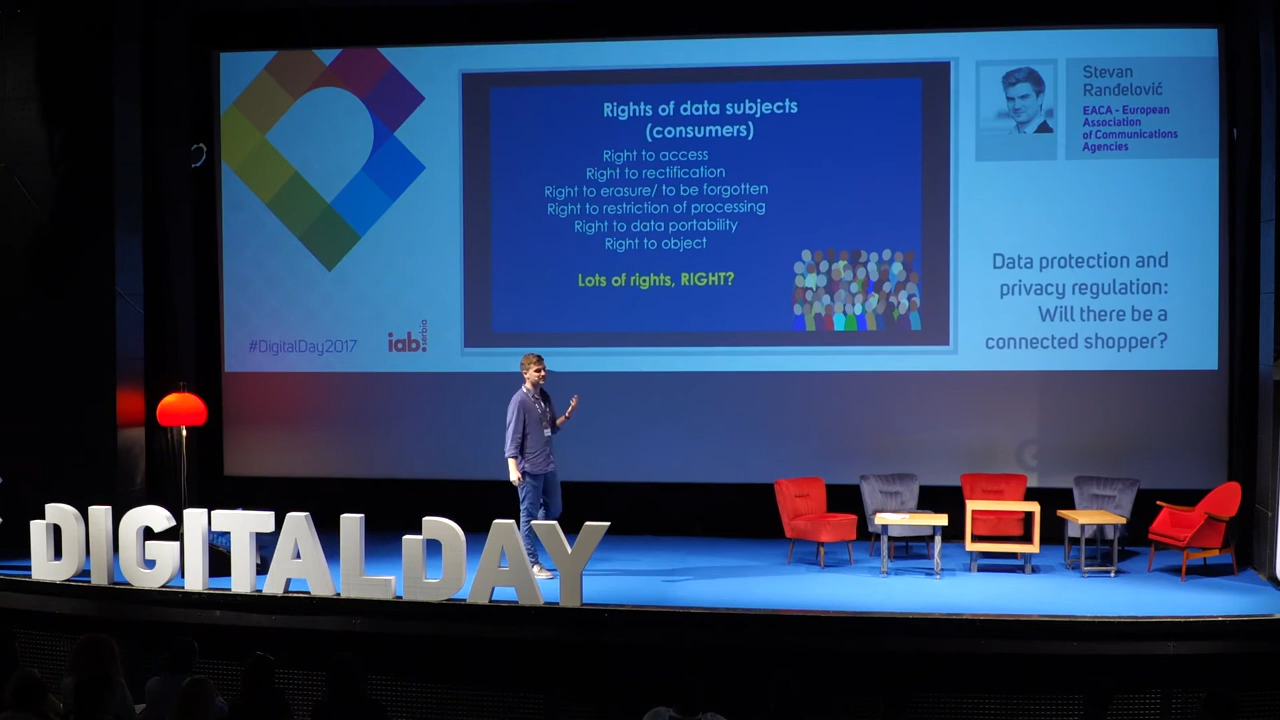 Rights of data subjects
(consumers)
Right to access
Right to rectification
Right to erasure/ to be forgotten
Right to restriction of processing
Right to data portability
Right to object
Lots of rights, RIGHT?
Stevan
Ranđelović
EACA - European
Association
of Communications
Agencies
Data protection and
privacy regulation:
Will there be a
connected shopper?
#DigitalDay2017
iab.
serbia
DIGITALDAY